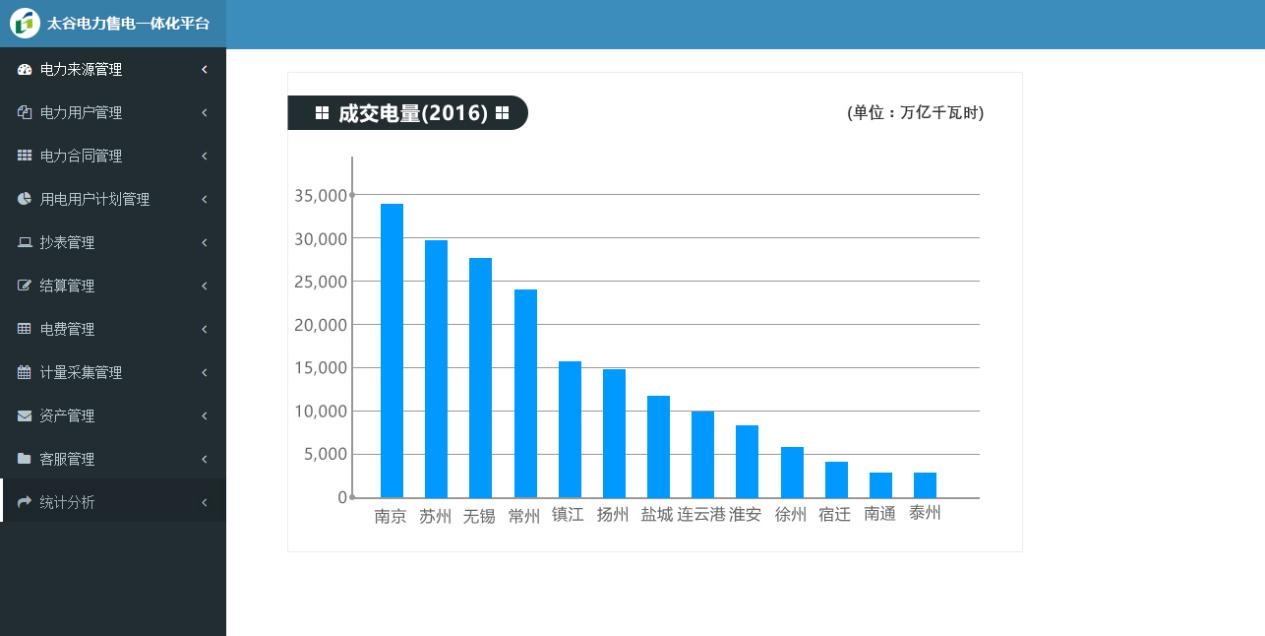 太谷电力售电一体化平台
电力来源管理
电力用户管理
电力合同管理
用电用户计划管理
抄表管理
结算管理
电费管理
计量采集管理
资产管理
客服管理
统计分析
成交电量(2016)
(单位：万亿千瓦时)
35,000
30,000
25,000
20,000
15,000
10,000
5,000
0
南京 苏州 无锡 常州 镇江 扬州 盐城 连云港 淮安 徐州 宿迁 南通 泰州